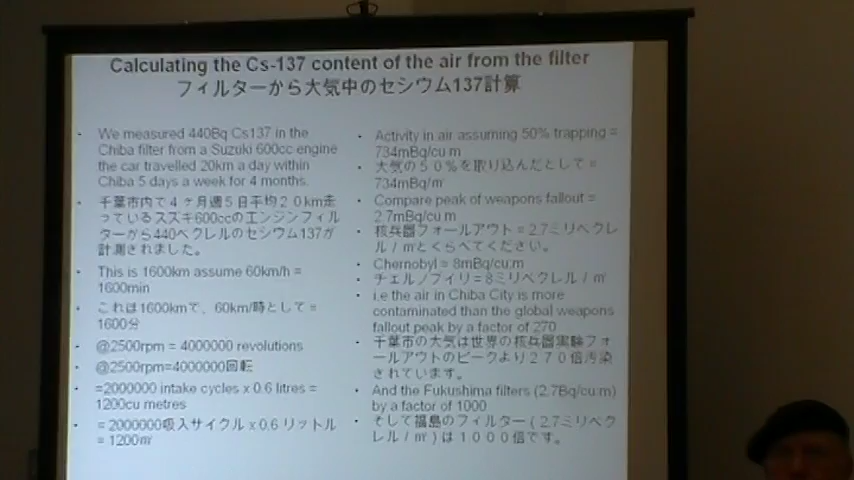 Calculating the Cs-137 content of the air from the filter
フィルターから大気中のセシウム137計算
· We measured 440Bq Cs137 in the
Chiba filter from a Suzuki 600cc engine
the car travelled 20km a day within
Chiba 5 days a week for 4 months.
· 千葉市内で4ヶ月週5日平均20km走
っているスズキ600ccのエンジンフィル
ターから440ベクレルのセシウム137が
計測されました。
· This is 1600km assume 60km/h =
1600min
· これは1600kmで、60km/時として =
1600分
· @2500rpm = 4000000 revolutions
· @2500rpm=4000000回転
· =2000000 intake cycles x 0.6 litres =
1200cu metres
· = 2000000吸入サイクル x 0.6 リットル
= 1200㎥
· Activity in air assuming 50% trapping =
734mBq/cu m
· 大気の50%を取り込んだとして =
734mBq/㎥
· Compare peak of weapons fallout =
2.7mBq/cu m
· 核兵器フォールアウト = 2.7ミリベクレ
ル / ㎥とくらべてください。
· Chernobyl = 8mBq/cu.m
· チェルノブイリ=8ミリベクレル / ㎥
· i.e the air in Chiba City is more
contaminated than the global weapons
fallout peak by a factor of 270
· 千葉市の大気は世界の核兵器実験フォ
ールアウトのピークより270倍汚染
されています。
· And the Fukushima filters (2.7Bq/cu.m)
by a factor of 1000
· そして福島のフィルター ( 2.7ミリベク
レル / ㎥ ) は1000倍です。